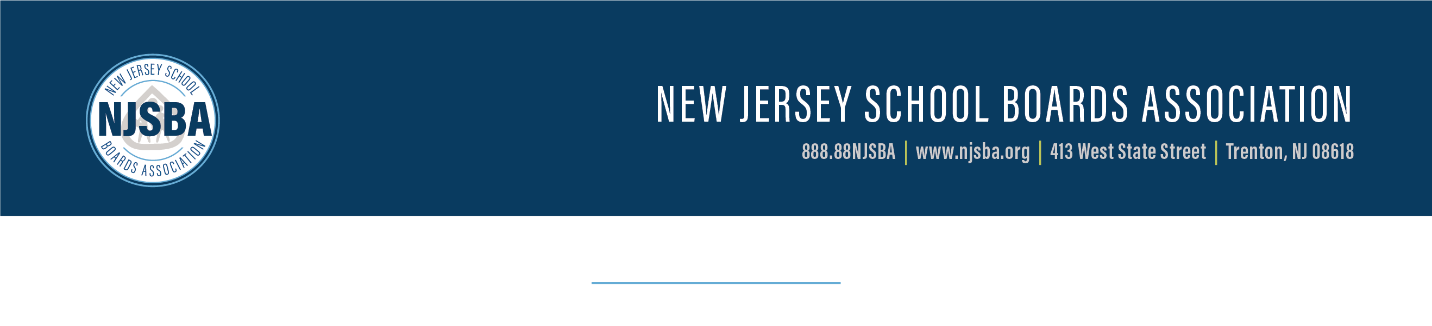 NEW JERSEY SCHOOL
NJSBA
BOARDS ASSOCIATION
NEW JERSEY SCHOOL BOARDS ASSOCIATION
888.88NJSBA | www.njsba.org | 413 West State Street | Trenton, NJ 08618